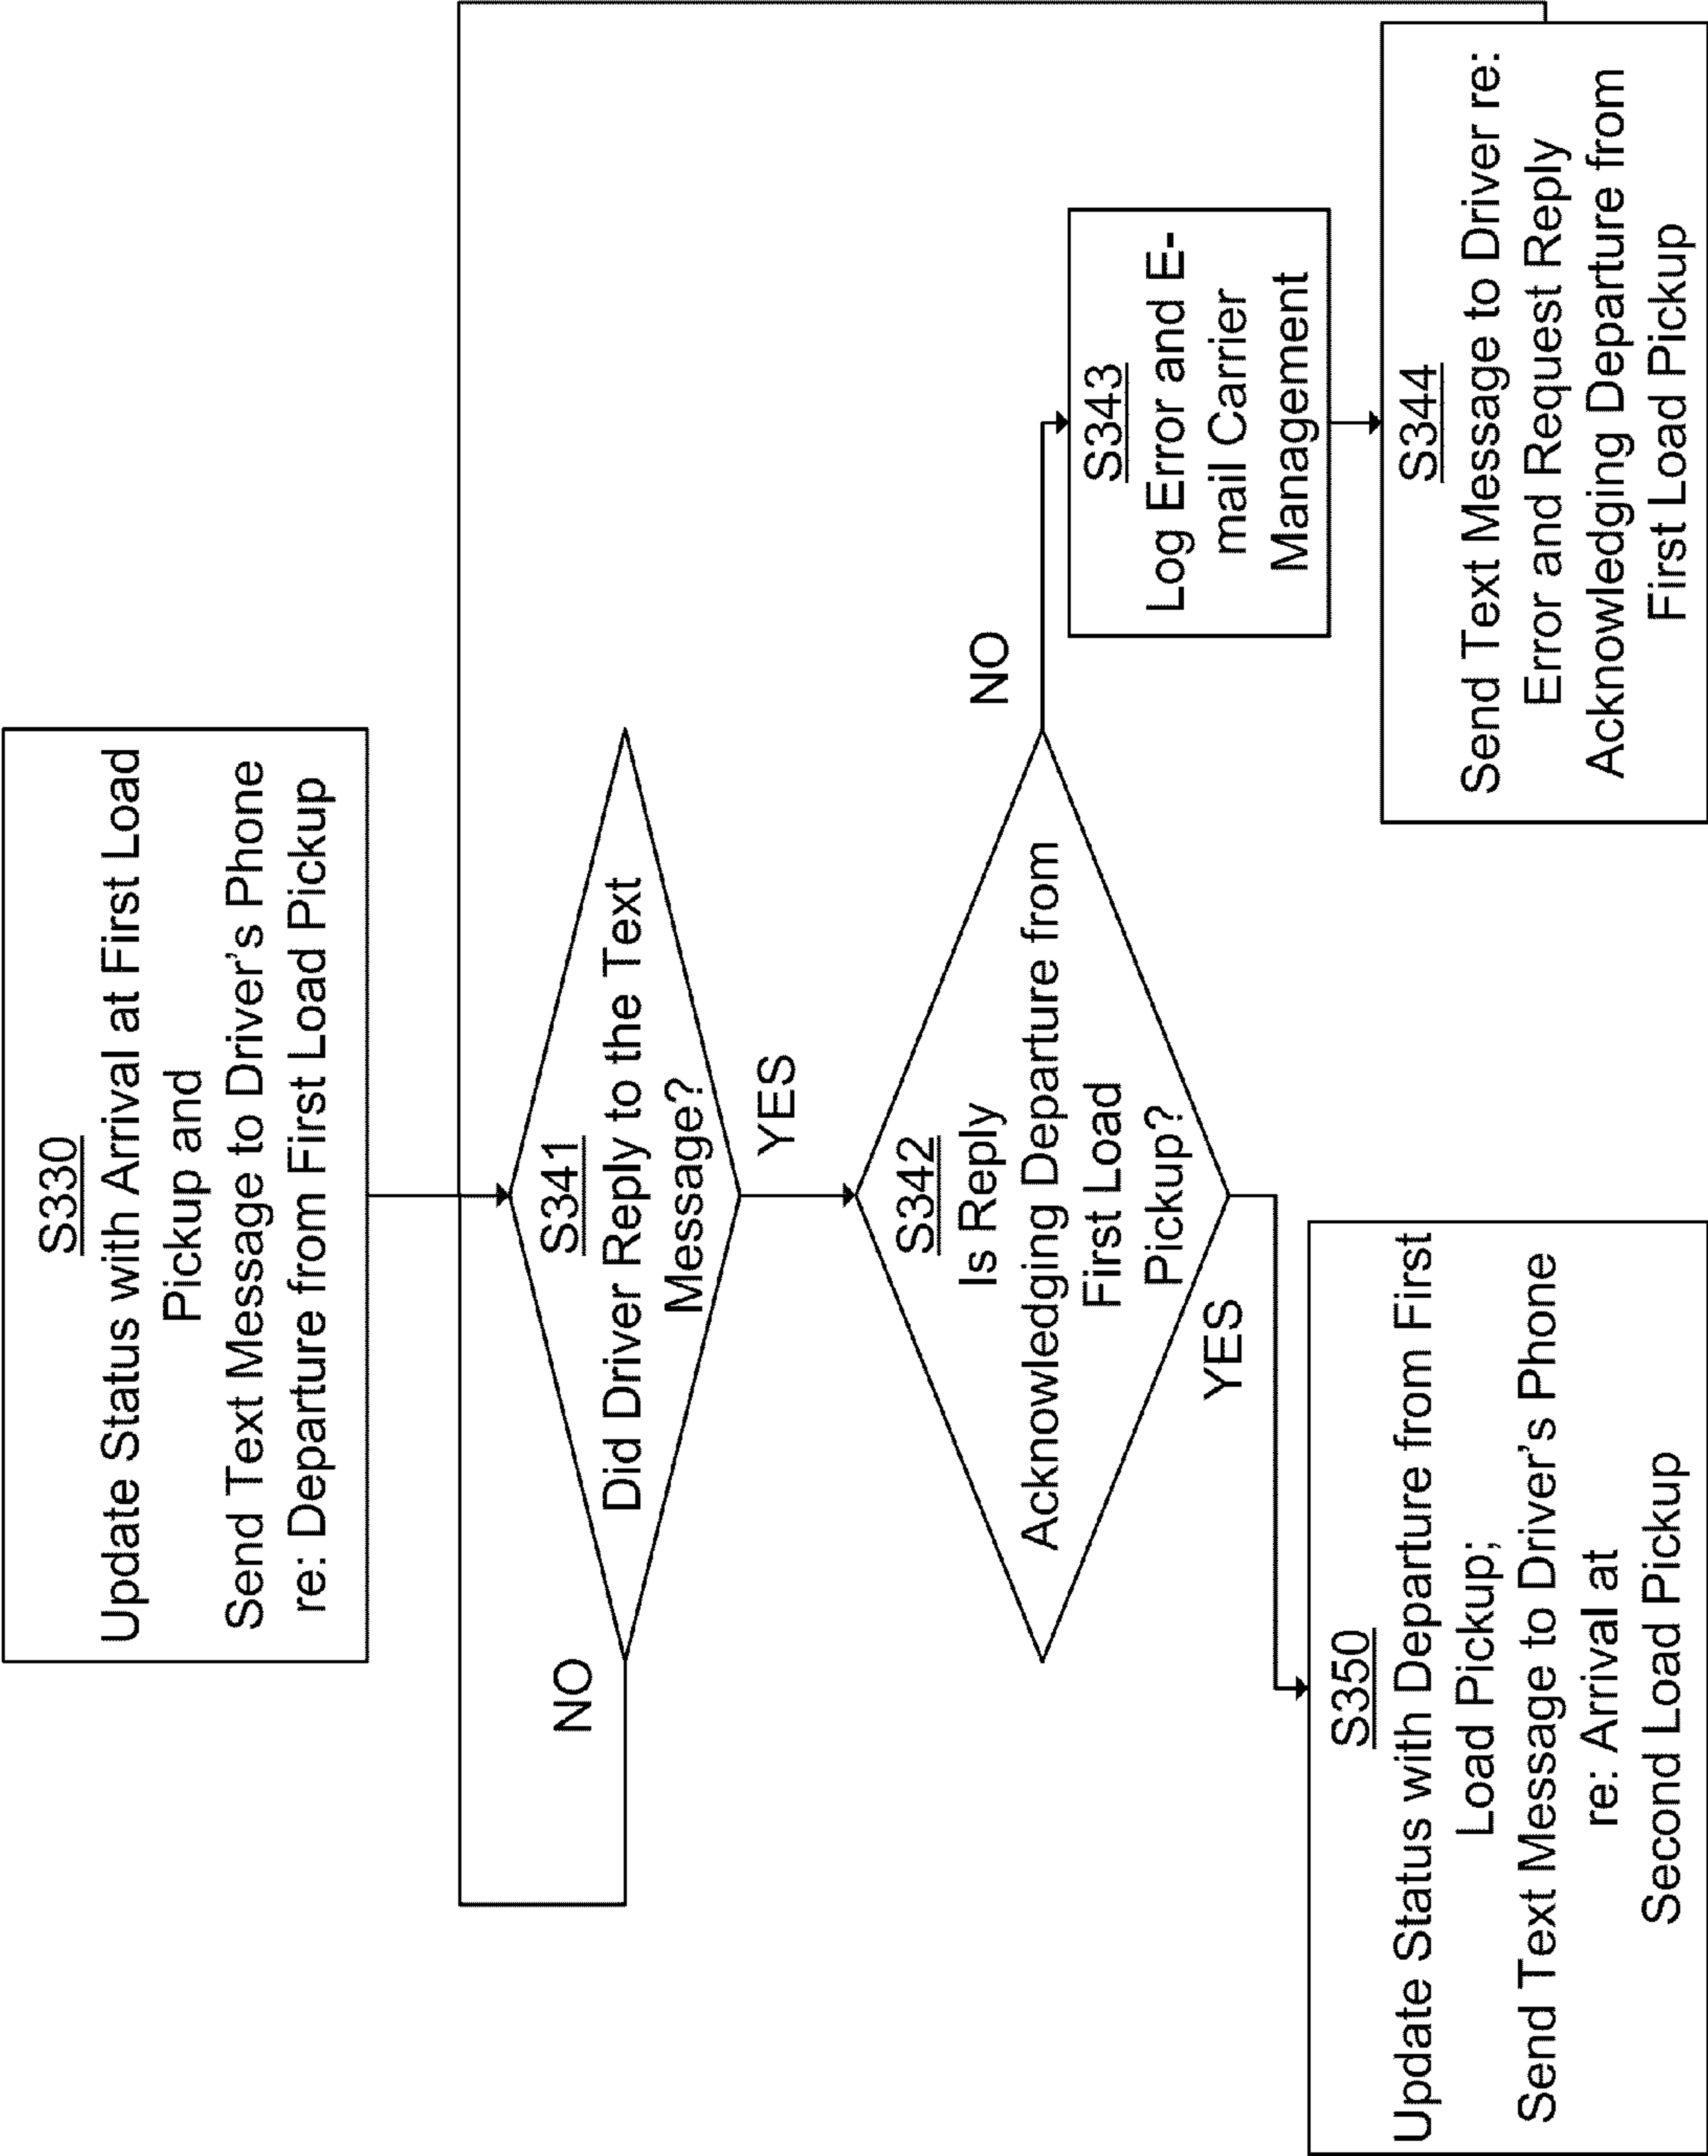 S330
Update Status with Arrival at First Load
Pickup and
Send Text Message to Driver's Phone
re: Departure from First Load Pickup
S341
Did Driver Reply to the Text
Message?
NO
YES
S342
Is Reply
Acknowledging Departure from
First Load
Pickup?
NO
YES
S343
Log Error and E-
mail Carrier
Management
S344
Send Text Message to Driver re:
Error and Request Reply
Acknowledging Departure from
First Load Pickup
S350
Update Status with Departure from First
Load Pickup;
Send Text Message to Driver's Phone
re: Arrival at
Second Load Pickup